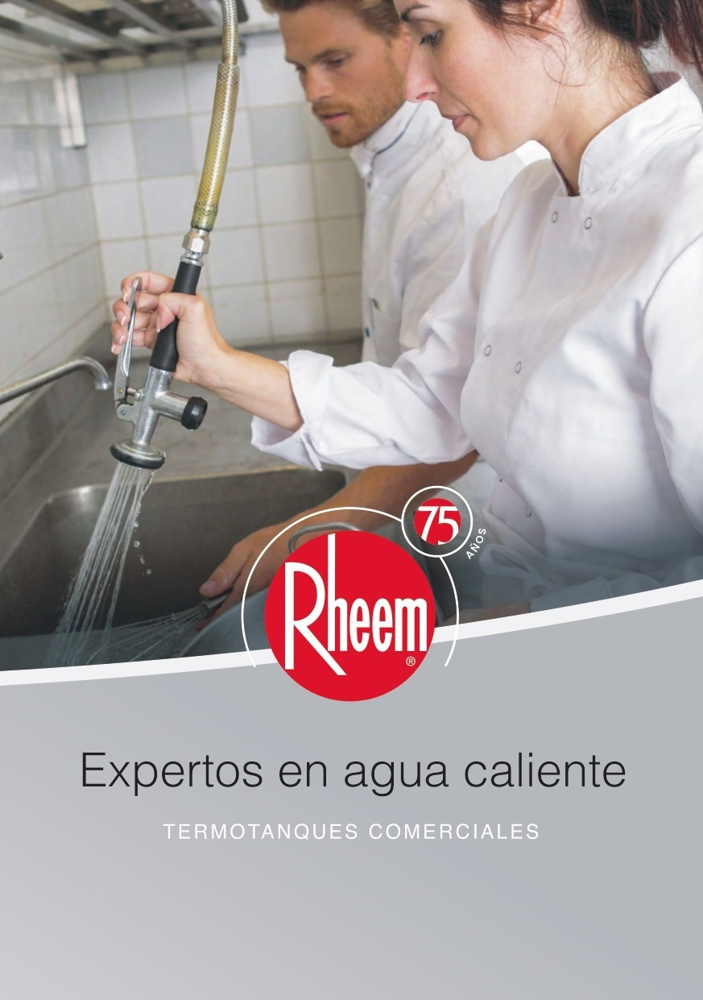 75
AÑOS
Rheem
®
Expertos en agua caliente
TERMOTANQUES COMERCIALES